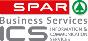 SPAR
Business Services
ICS INFORMATION & COMMUNICATION SERVICES